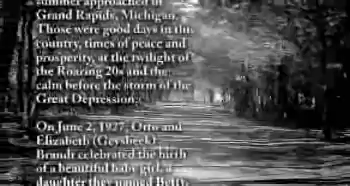 summer approached in
Grand Rapids, Michigan.
Those were good days in this
country, times of peace and
prosperity, at the twilight of
the Roaring 20s and the
calm before the storm of the
Great Depression.
On June 2, 1927, Otto and
Elizabeth (Geysbeek)
Brandt celebrated the birth
of a beautiful baby girl, a
daughter they named Betty.